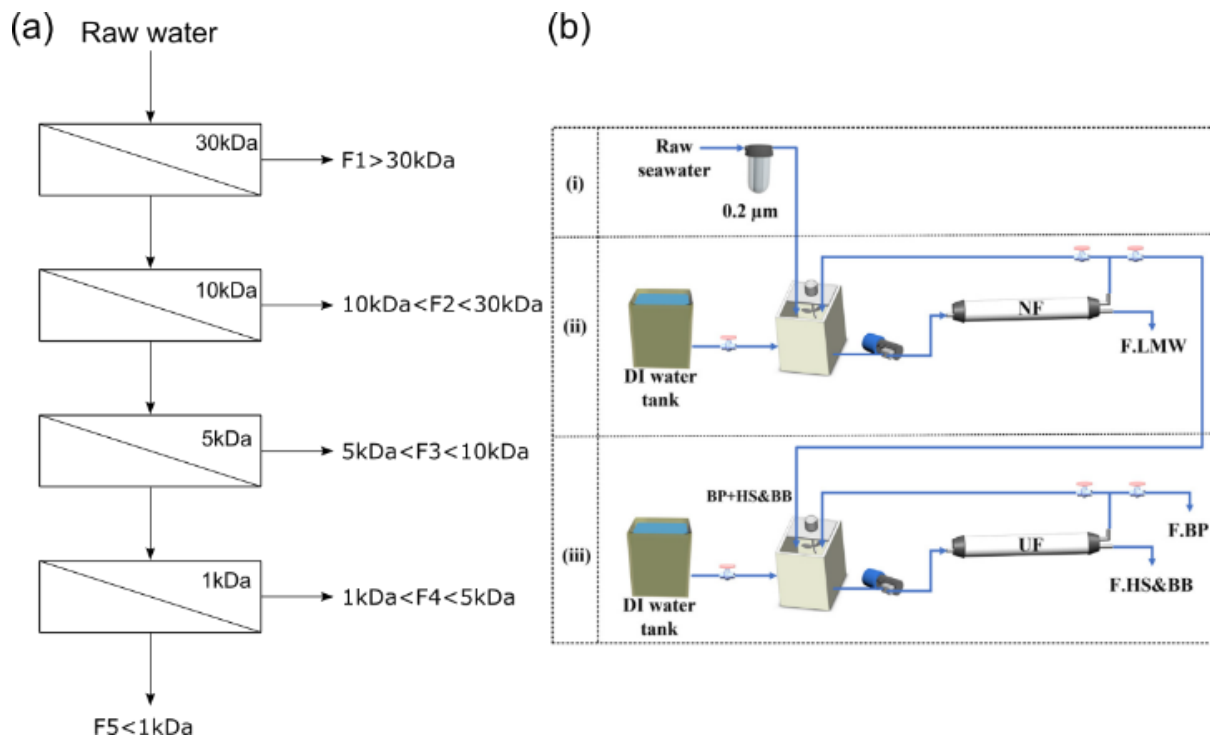 (a)
Raw water
30kDa
F1>30kDa
10kDa
10kDa<F2<30kDa
5kDa
5kDa<F3<10kDa
1kDa
1kDa<F4<5kDa
F5<1kDa
(b)
(i)
Raw
seawater
0.2 µm
(ii)
DI water
tank
NF
F.LMW
(iii)
BP+HS&BB
DI water
tank
UF
F.BP
F.HS&BB